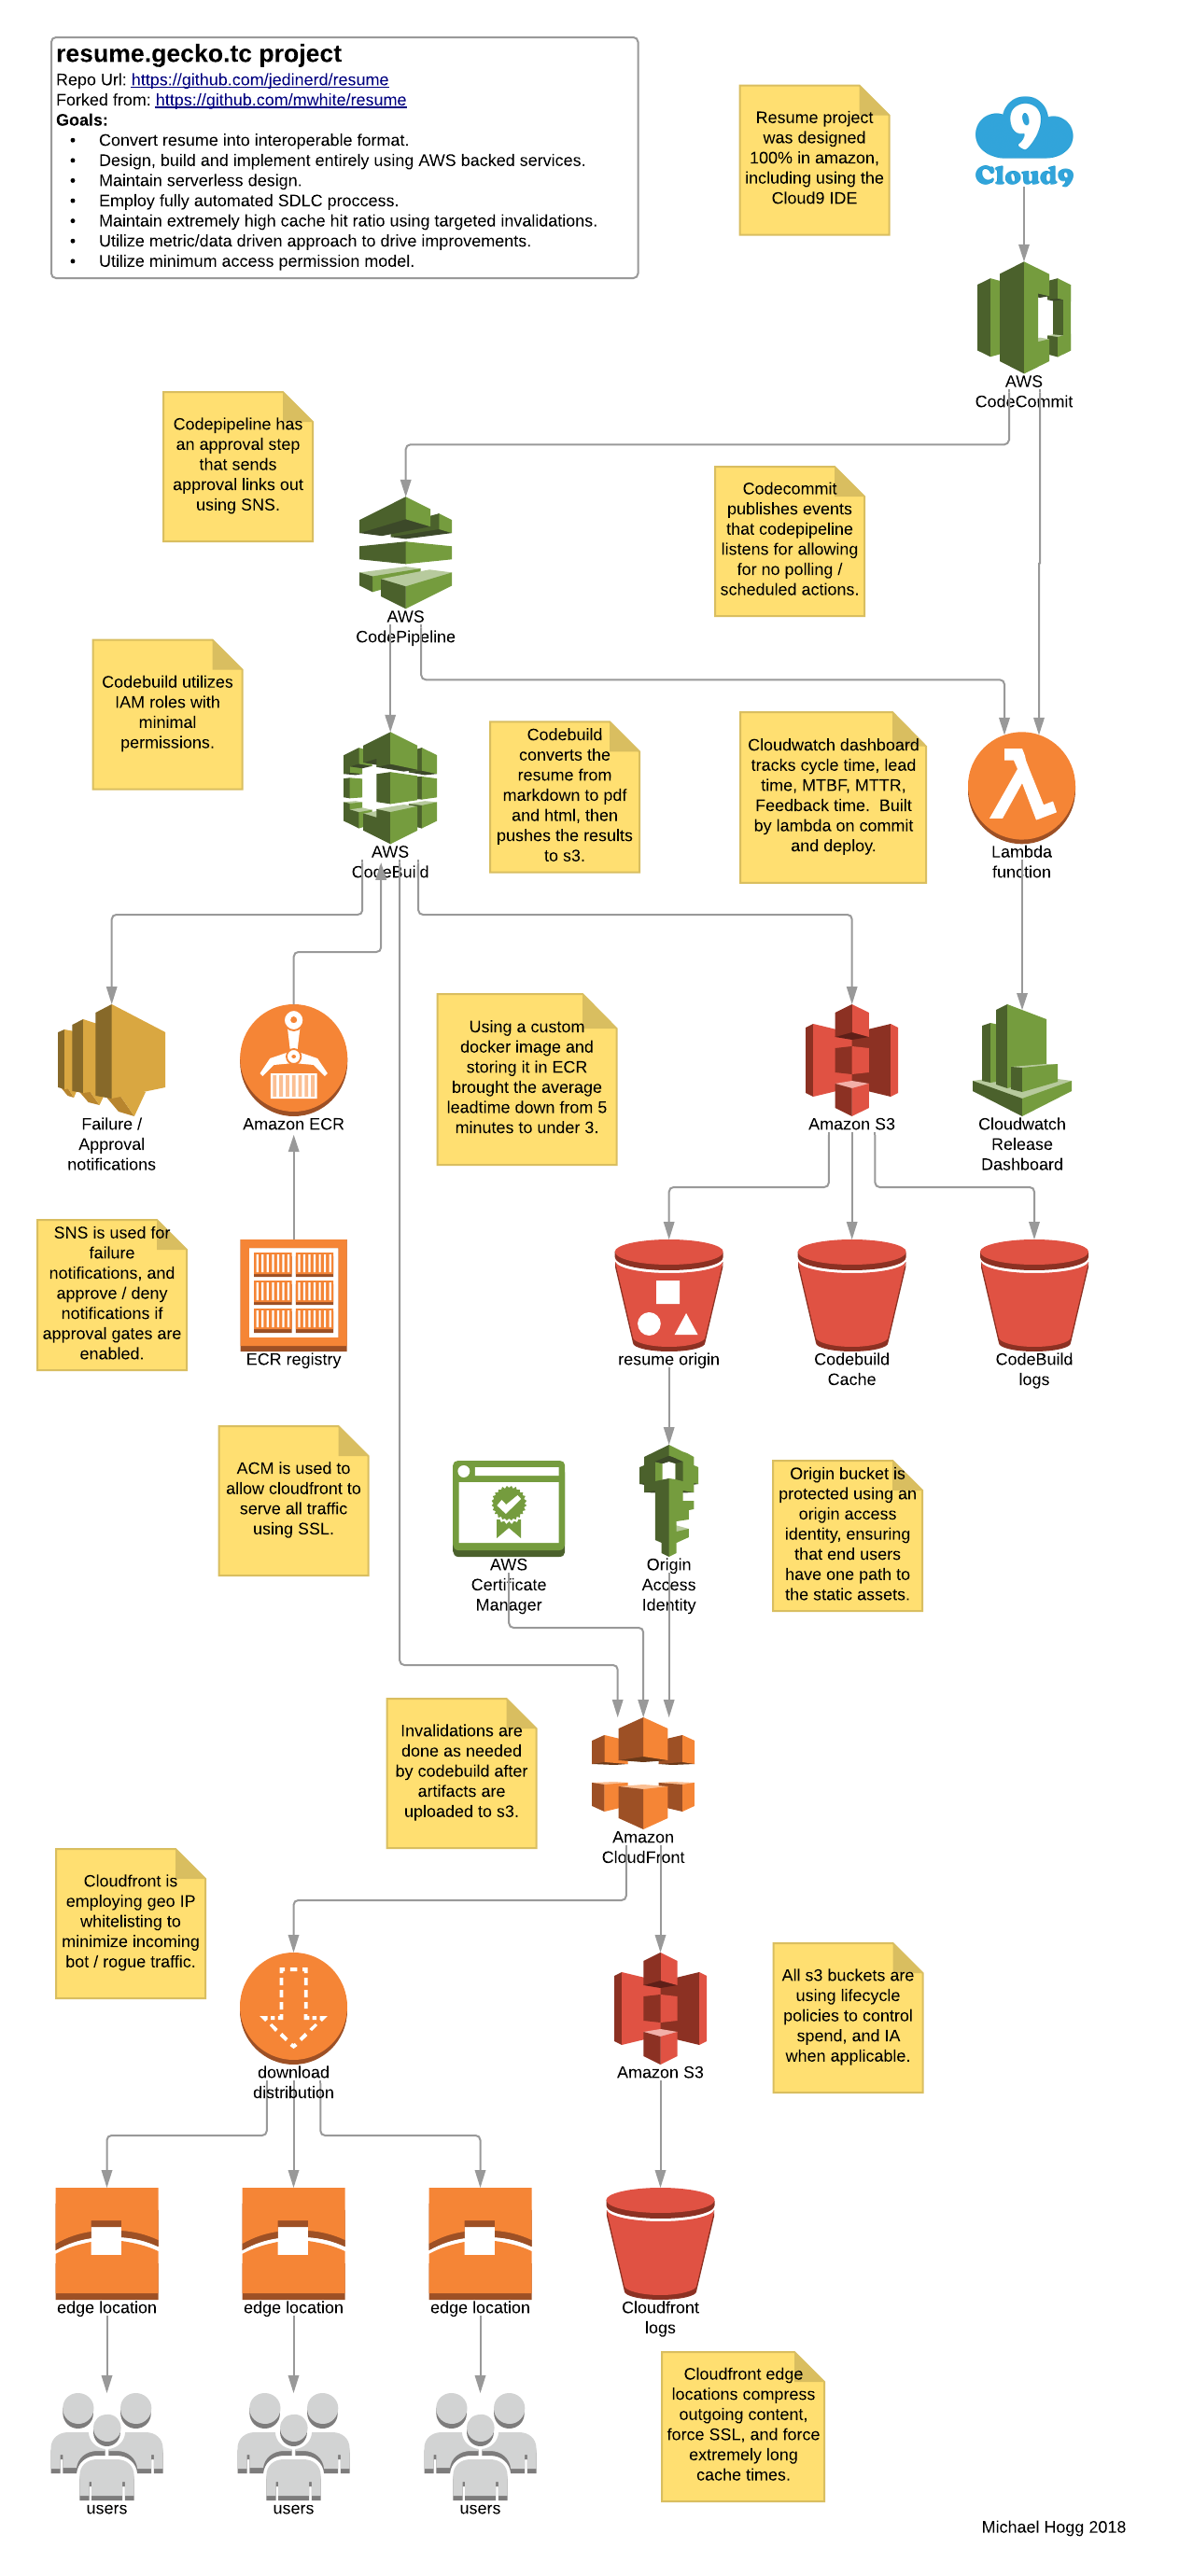 resume.gecko.tc project
Repo Url: https://github.com/jedinerd/resume
Forked from: https://github.com/mwhite/resume
Goals:
• Convert resume into interoperable format.
• Design, build and implement entirely using AWS backed services.
• Maintain serverless design.
• Employ fully automated SDLC proccess.
• Maintain extremely high cache hit ratio using targeted invalidations.
• Utilize metric/data driven approach to drive improvements.
• Utilize minimum access permission model.
Resume project
was designed
100% in amazon,
including using the
Cloud9 IDE
9
Cloud9
AWS
CodeCommit
Codepipeline has
an approval step
that sends
approval links out
using SNS.
Codecommit
publishes events
that codepipeline
listens for allowing
for no polling /
scheduled actions.
AWS
CodePipeline
Codebuild utilizes
IAM roles with
minimal
permissions.
Codebuild
converts the
resume from
markdown to pdf
and html, then
pushes the results
to s3.
Cloudwatch dashboard
tracks cycle time, lead
time, MTBF, MTTR,
Feedback time. Built
by lambda on commit
and deploy.
AWS
CodeBuild
Lambda
function
Using a custom
docker image and
storing it in ECR
brought the average
leadtime down from 5
minutes to under 3.
Failure /
Approval
notifications
Amazon ECR
Amazon S3
Cloudwatch
Release
Dashboard
SNS is used for
failure
notifications, and
approve / deny
notifications if
approval gates are
enabled.
ECR registry
resume origin
Codebuild
Cache
CodeBuild
logs
ACM is used to
allow cloudfront to
serve all traffic
using SSL.
AWS
Certificate
Manager
Origin
Access
Identity
Origin bucket is
protected using an
origin access
identity, ensuring
that end users
have one path to
the static assets.
Invalidations are
done as needed
by codebuild after
artifacts are
uploaded to s3.
Amazon
CloudFront
Cloudfront is
employing geo IP
whitelisting to
minimize incoming
bot / rogue traffic.
download
distribution
Amazon S3
All s3 buckets are
using lifecycle
policies to control
spend, and IA
when applicable.
edge location
edge location
edge location
Cloudfront
logs
Cloudfront edge
locations compress
outgoing content,
force SSL, and force
extremely long
cache times.
users
users
users
Michael Hogg 2018